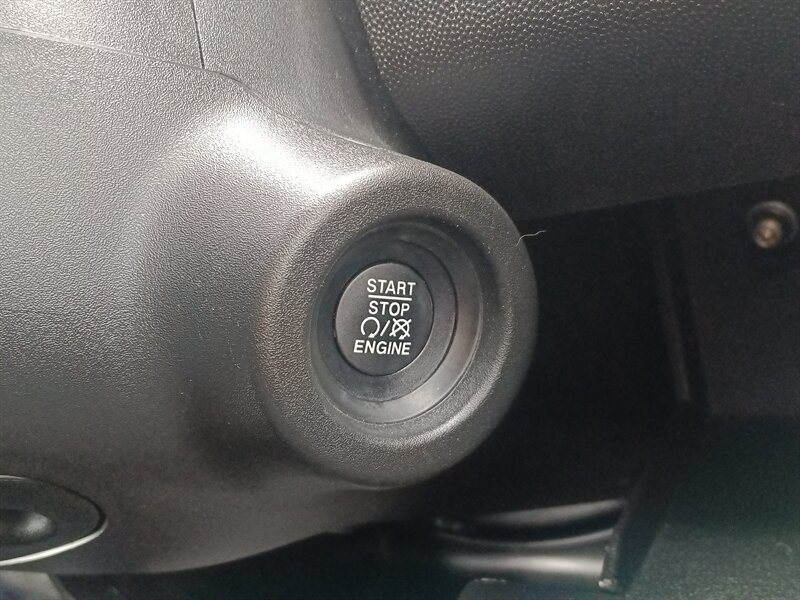 START
STOP
/
ENGINE